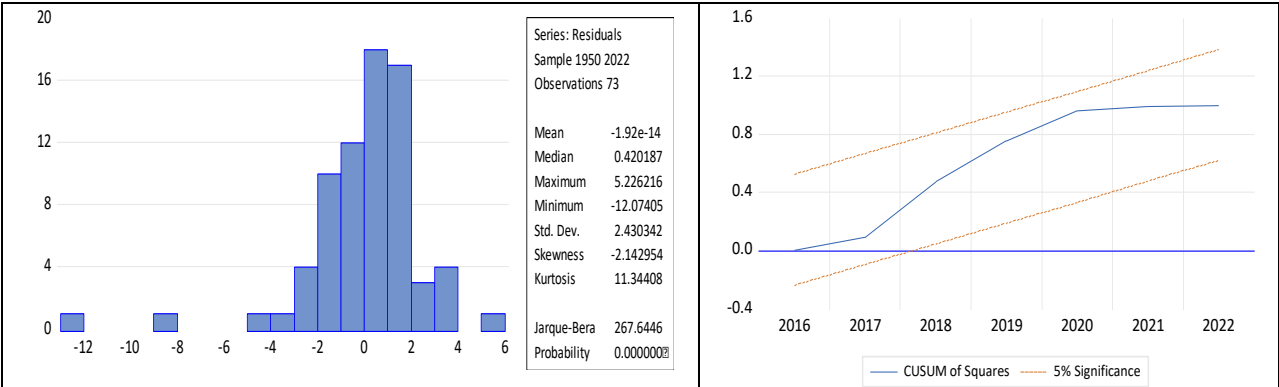 20
16
12
8
4
0
-12 -10 -8 -6 -4 -2 0 2 4 6
Series: Residuals
Sample 1950 2022
Observations 73
Mean -1.92e-14
Median 0.420187
Maximum 5.226216
Minimum -12.07405
Std. Dev. 2.430342
Skewness -2.142954
Kurtosis 11.34408
Jarque-Bera 267.6446
Probability 0.000000
1.6
1.2
0.8
0.4
0.0
-0.4
2016 2017 2018 2019 2020 2021 2022
CUSUM of Squares 5% Significance